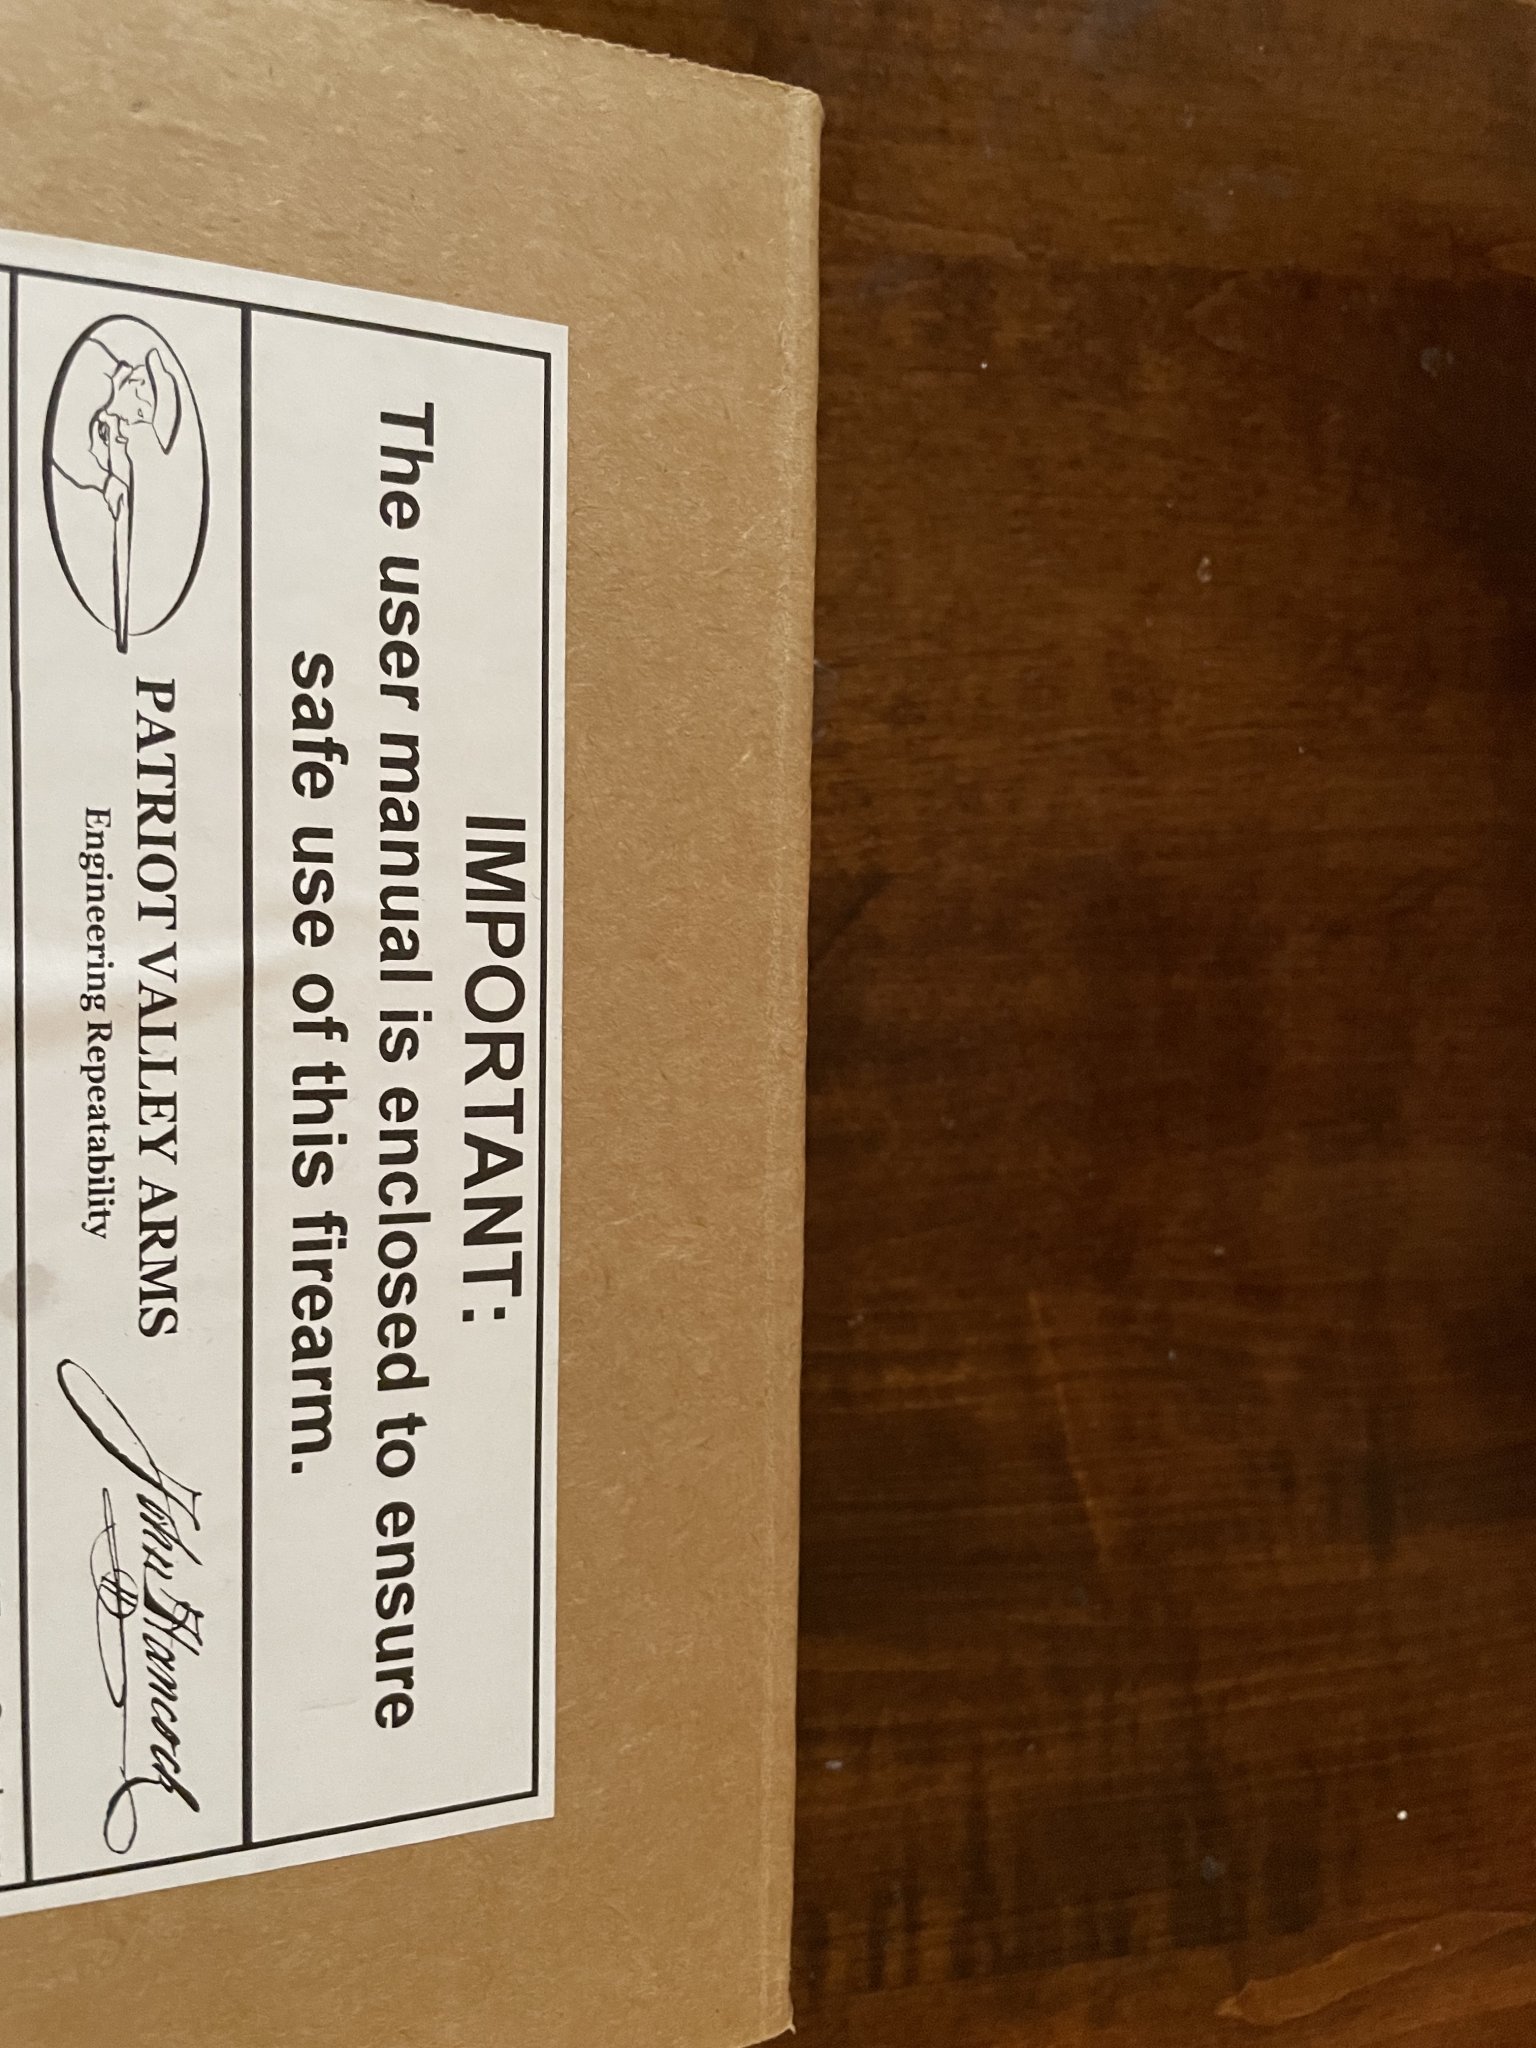 IMPORTANT:
The user manual is enclosed to ensure
safe use of this firearm.
PATRIOT VALLEY ARMS
Engineering Repeatability
John Hancock